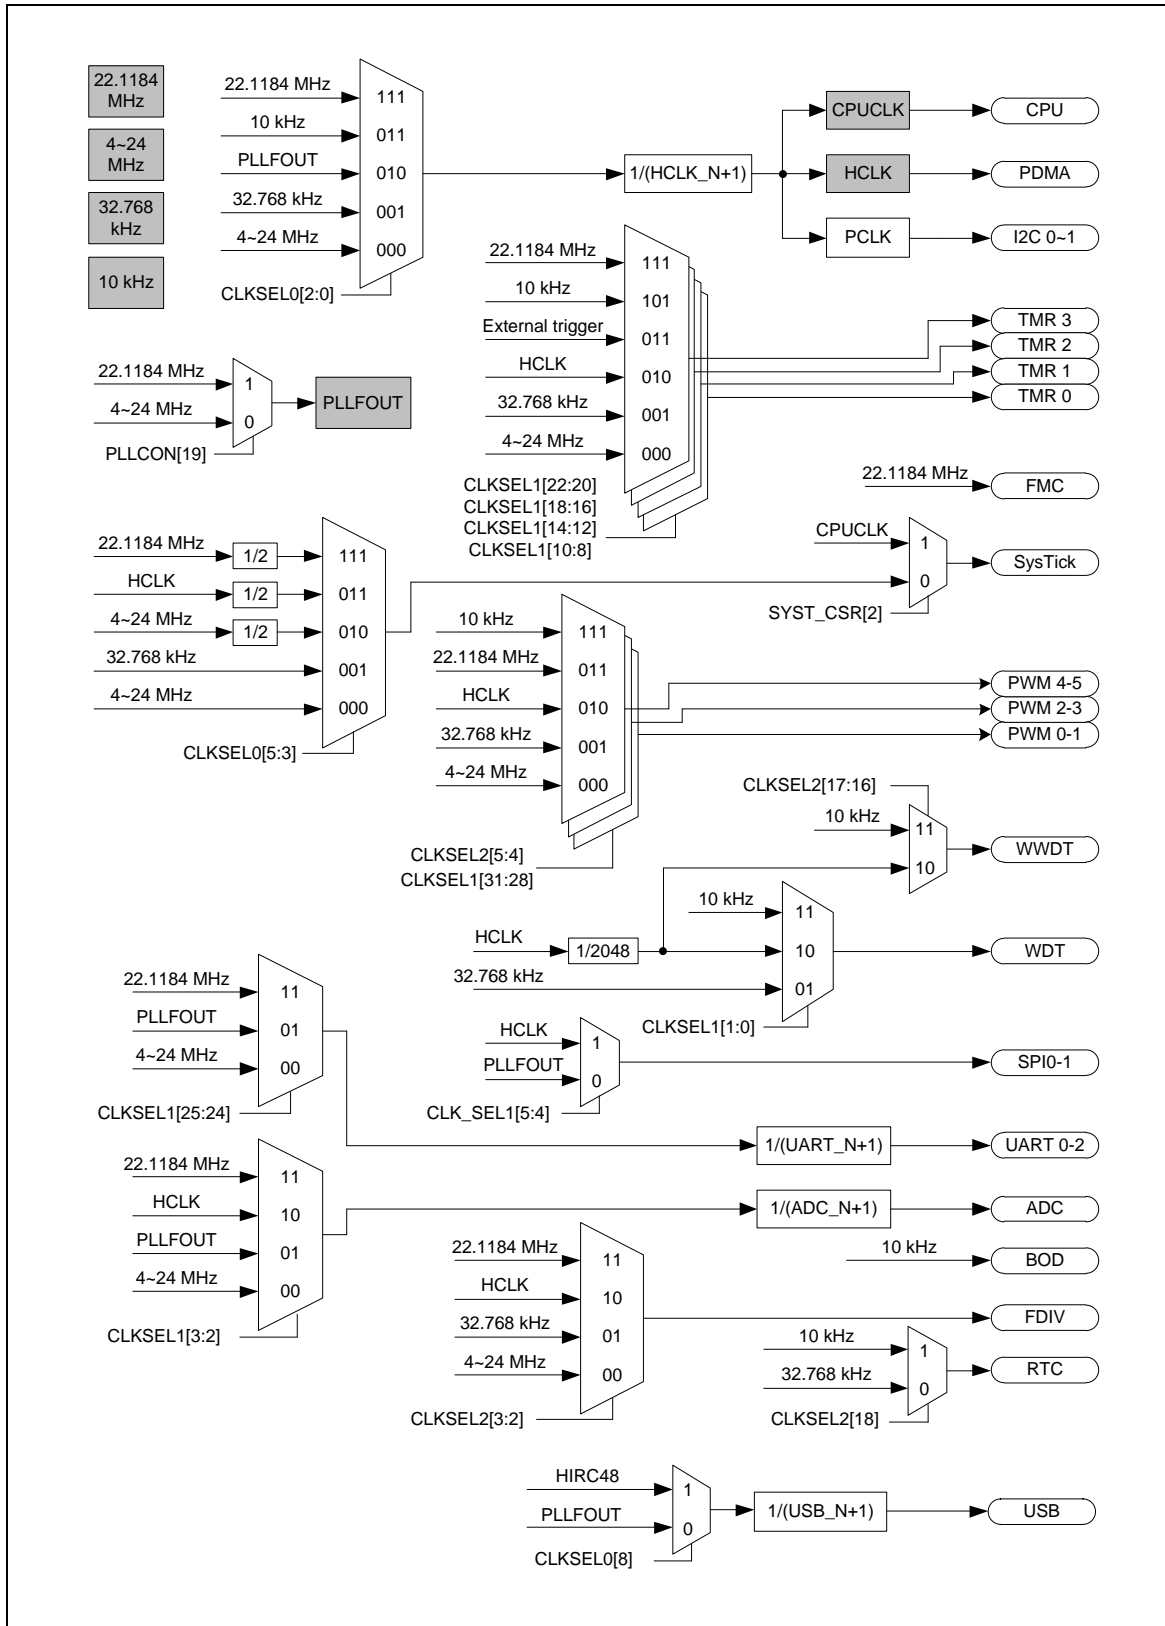 22.1184
MHz
4~24
MHz
32.768
kHz
10 kHz
22.1184 MHz
10 kHz
PLLFOUT
32.768 kHz
4~24 MHz
111
011
010
001
000
CLKSEL0[2:0]
1/(HCLK_N+1)
CPUCLK
HCLK
PCLK
CPU
PDMA
I2C 0~1
22.1184 MHz
10 kHz
External trigger
HCLK
32.768 kHz
4~24 MHz
111
101
011
010
001
000
CLKSEL1[22:20]
CLKSEL1[18:16]
CLKSEL1[14:12]
CLKSEL1[10:8]
TMR 3
TMR 2
TMR 1
TMR 0
22.1184 MHz
4~24 MHz
1
0
PLLCON[19]
PLLFOUT
22.1184 MHz
FMC
22.1184 MHz
HCLK
4~24 MHz
32.768 kHz
4~24 MHz
1/2
1/2
1/2
111
011
010
001
000
CLKSEL0[5:3]
CPUCLK
1
0
SYST_CSR[2]
SysTick
10 kHz
22.1184 MHz
HCLK
32.768 kHz
4~24 MHz
111
011
010
001
000
CLKSEL2[5:4]
CLKSEL1[31:28]
PWM 4-5
PWM 2-3
PWM 0-1
CLKSEL2[17:16]
10 kHz
11
10
WWDT
10 kHz
HCLK
1/2048
32.768 kHz
11
10
01
CLKSEL1[1:0]
WDT
22.1184 MHz
PLLFOUT
4~24 MHz
11
01
00
CLKSEL1[25:24]
HCLK
PLLFOUT
1
0
CLK_SEL1[5:4]
SPI0-1
1/(UART_N+1)
UART 0-2
22.1184 MHz
HCLK
PLLFOUT
4~24 MHz
11
10
01
00
CLKSEL1[3:2]
1/(ADC_N+1)
ADC
10 kHz
BOD
22.1184 MHz
HCLK
32.768 kHz
4~24 MHz
11
10
01
00
CLKSEL2[3:2]
FDIV
10 kHz
32.768 kHz
1
0
CLKSEL2[18]
RTC
HIRC48
PLLFOUT
1
0
CLKSEL0[8]
1/(USB_N+1)
USB